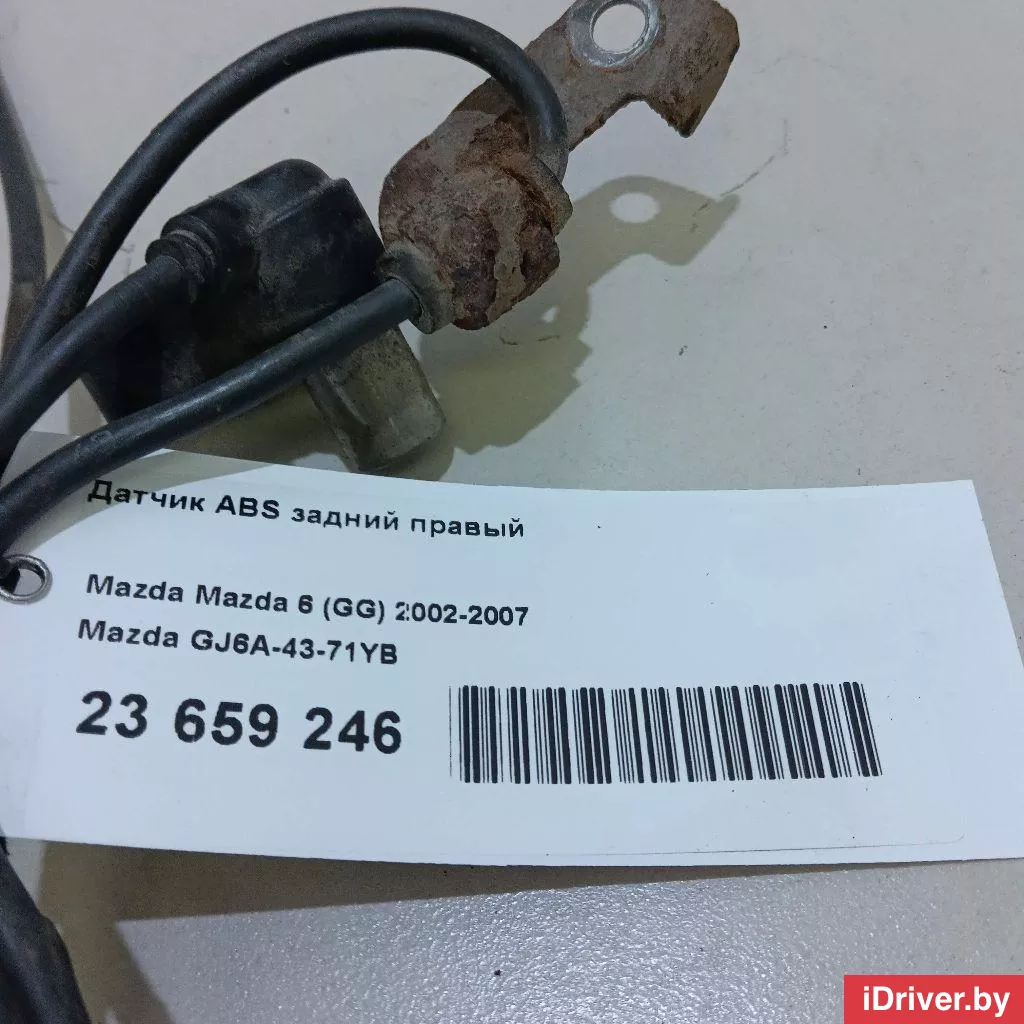 Датчик ABS задний правый
Mazda Mazda 6 (GG) 2002-2007
Mazda GJ6A-43-71YB
23 659 246
iDriver.by